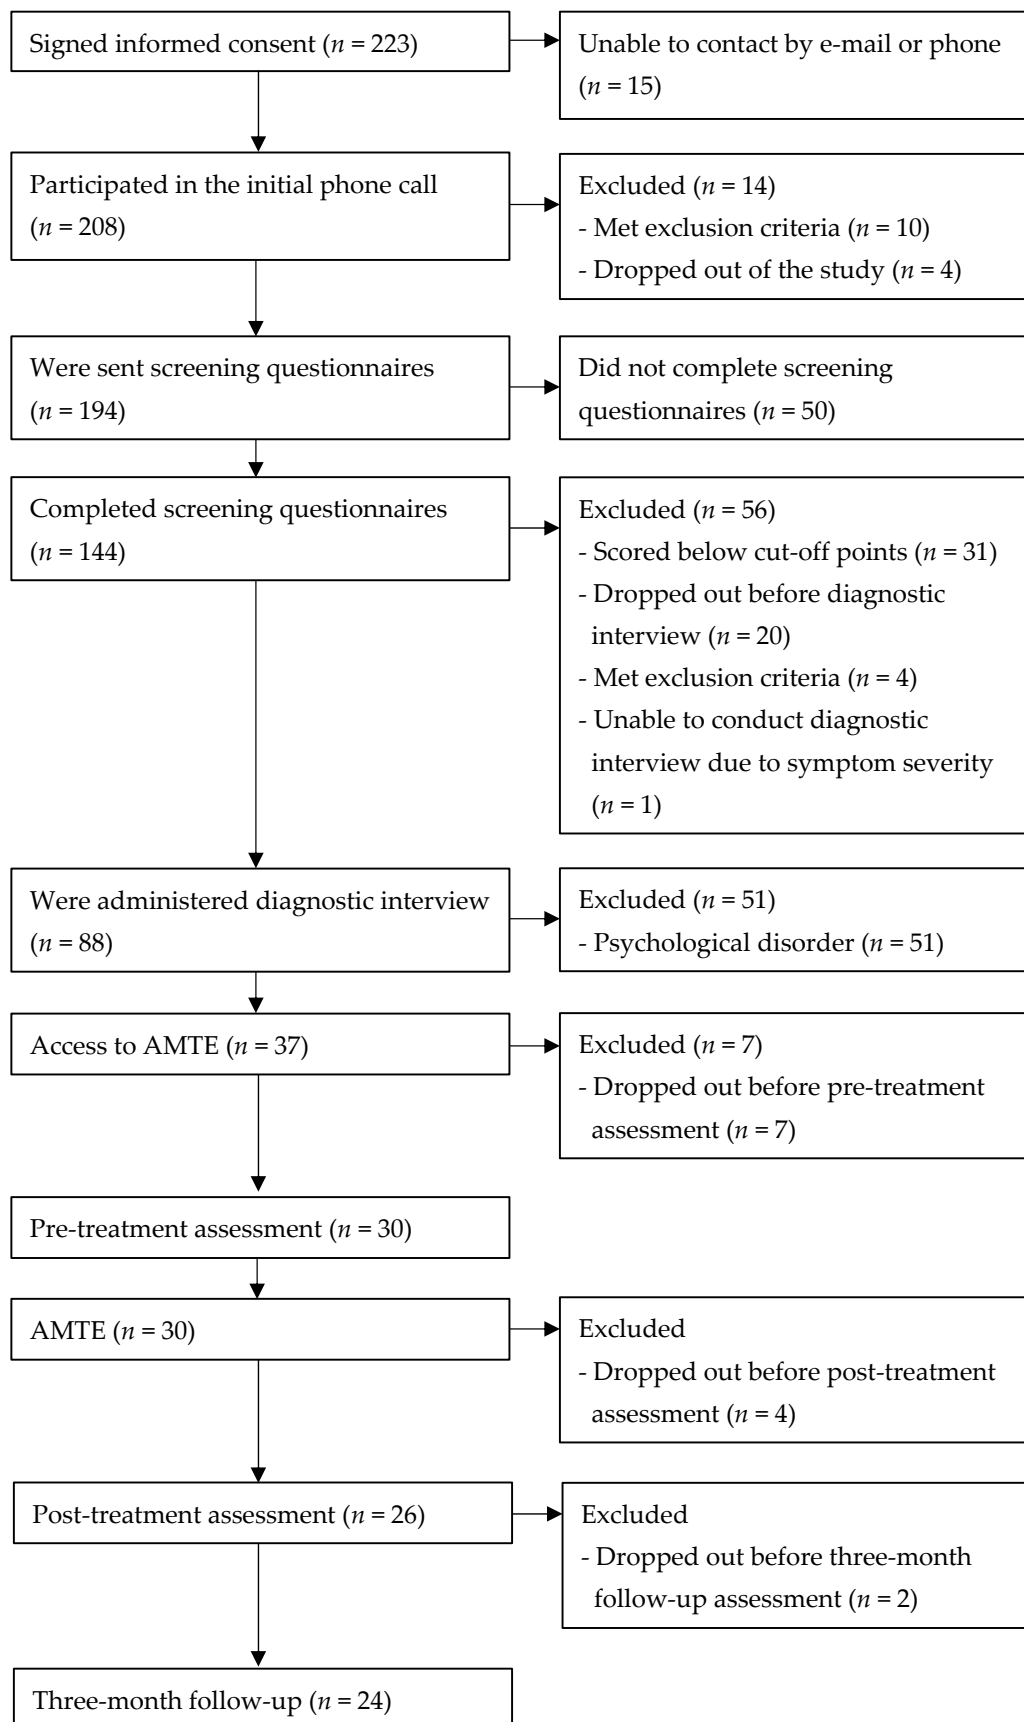 Signed informed consent (n = 223)
Unable to contact by e-mail or phone
(n = 15)
Participated in the initial phone call
(n = 208)
Excluded (n = 14)
- Met exclusion criteria (n = 10)
- Dropped out of the study (n = 4)
Were sent screening questionnaires
(n = 194)
Did not complete screening
questionnaires (n = 50)
Completed screening questionnaires
(n = 144)
Excluded (n = 56)
- Scored below cut-off points (n = 31)
- Dropped out before diagnostic
interview (n = 20)
- Met exclusion criteria (n = 4)
- Unable to conduct diagnostic
interview due to symptom severity
(n = 1)
Were administered diagnostic interview
(n = 88)
Excluded (n = 51)
- Psychological disorder (n = 51)
Access to AMTE (n = 37)
Excluded (n = 7)
- Dropped out before pre-treatment
assessment (n = 7)
Pre-treatment assessment (n = 30)
AMTE (n = 30)
Excluded
- Dropped out before post-treatment
assessment (n = 4)
Post-treatment assessment (n = 26)
Excluded
- Dropped out before three-month
follow-up assessment (n = 2)
Three-month follow-up (n = 24)